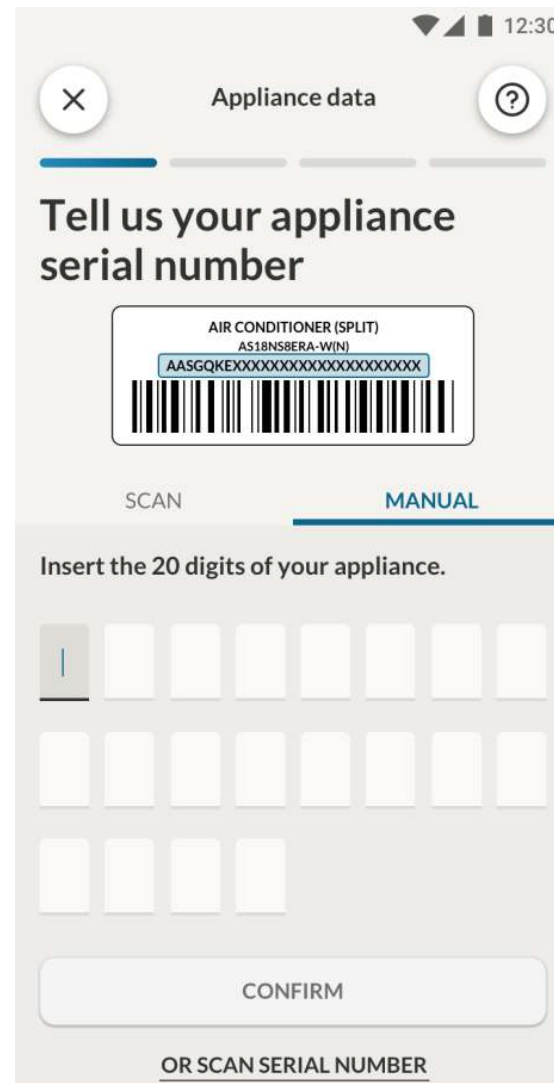 12:30
Appliance data
Tell us your appliance
serial number
AIR CONDITIONER (SPLIT)
AS18NS8ERA-W(N)
AASGQKEXXXXXXXXXXXXXXXXXXXX
SCAN MANUAL
Insert the 20 digits of your appliance.
CONFIRM
OR SCAN SERIAL NUMBER